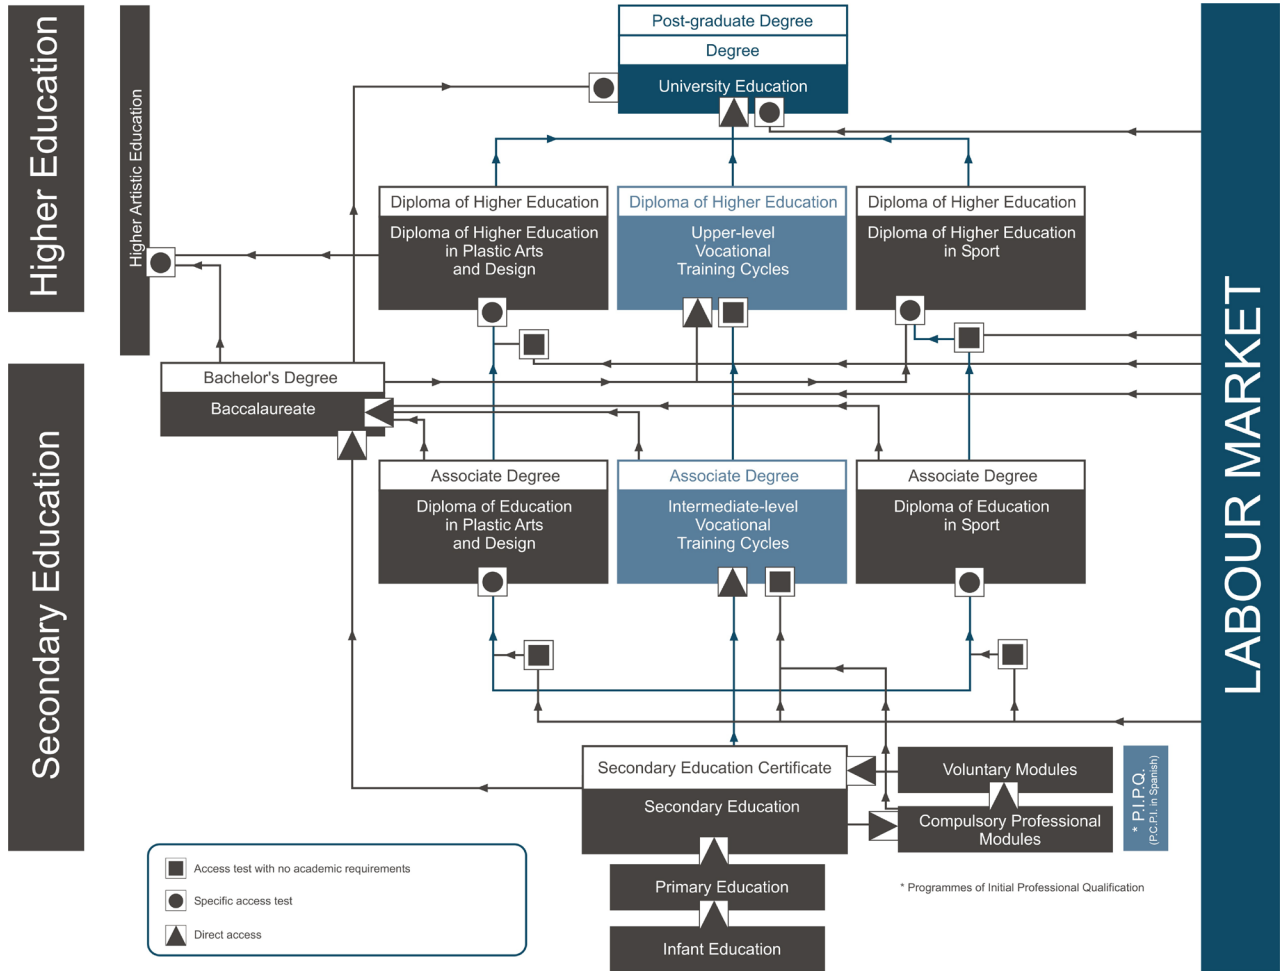 Higher Education
Higher Artistic Education
Post-graduate Degree
Degree
University Education
Diploma of Higher Education
Diploma of Higher Education
in Plastic Arts
and Design
Diploma of Higher Education
Upper-level
Vocational
Training Cycles
Diploma of Higher Education
Diploma of Higher Education
in Sport
LABOUR MARKET
Bachelor's Degree
Baccalaureate
Secondary Education
Associate Degree
Diploma of Education
in Plastic Arts
and Design
Associate Degree
Intermediate-level
Vocational
Training Cycles
Associate Degree
Diploma of Education
in Sport
Secondary Education Certificate
Secondary Education
Voluntary Modules
Compulsory Professional
Modules
* P.I.P.Q.
(P.C.P.I. in Spanish)
Primary Education
Infant Education
* Programmes of Initial Professional Qualification
Access test with no academic requirements
Specific access test
Direct access